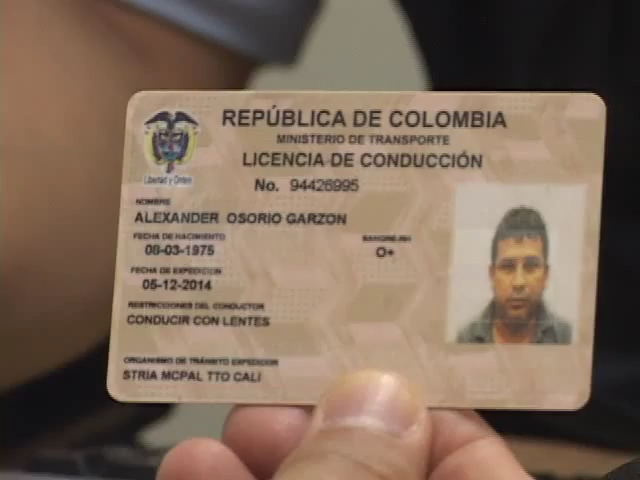 REPÚBLICA DE COLOMBIA
MINISTERIO DE TRANSPORTE
LICENCIA DE CONDUCCIÓN
Libertad y Orden
No. 94426995
NOMBRE
ALEXANDER OSORIO GARZON
FECHA DE NACIMIENTO
08-03-1975
SANGRE-RH
O+
FECHA DE EXPEDICION
05-12-2014
RESTRICCIONES DEL CONDUCTOR
CONDUCIR CON LENTES
ORGANISMO DE TRÁNSITO EXPEDIDOR
STRIA MCPAL TTO CALI